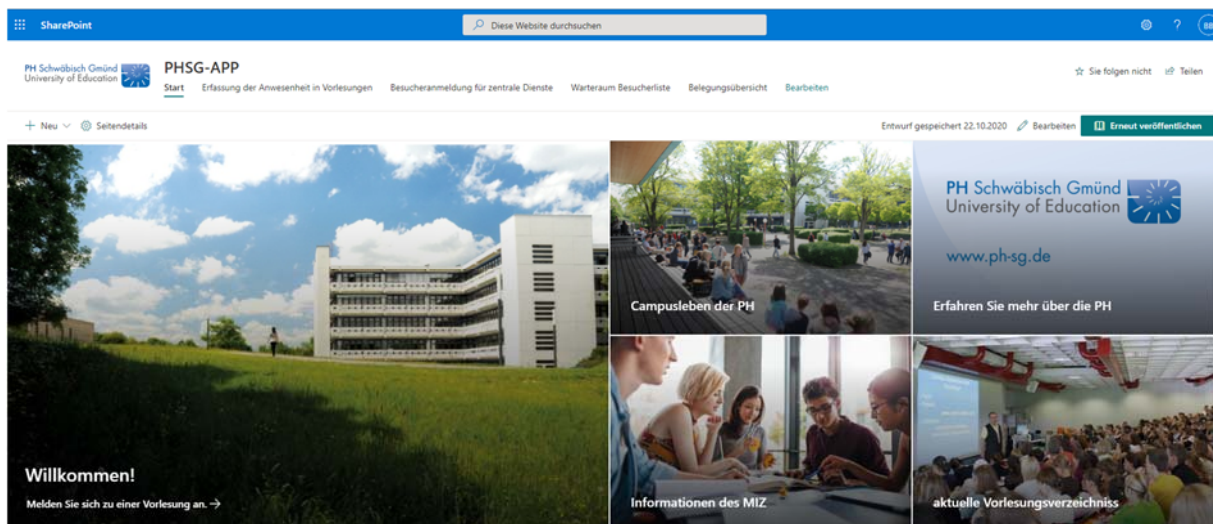 SharePoint
Diese Website durchsuchen
?
BB
PH Schwäbisch Gmünd
University of Education
PHSG-APP
Start Erfassung der Anwesenheit in Vorlesungen Besucheranmeldung für zentrale Dienste Warteraum Besucherliste Belegungsübersicht Bearbeiten
Sie folgen nicht Teilen
+ Neu Seitendetails
Entwurf gespeichert 22.10.2020 Bearbeiten Erneut veröffentlichen
PH Schwäbisch Gmünd
University of Education
www.ph-sg.de
Campusleben der PH
Erfahren Sie mehr über die PH
Willkommen!
Melden Sie sich zu einer Vorlesung an. →
Informationen des MIZ
aktuelle Vorlesungsverzeichniss